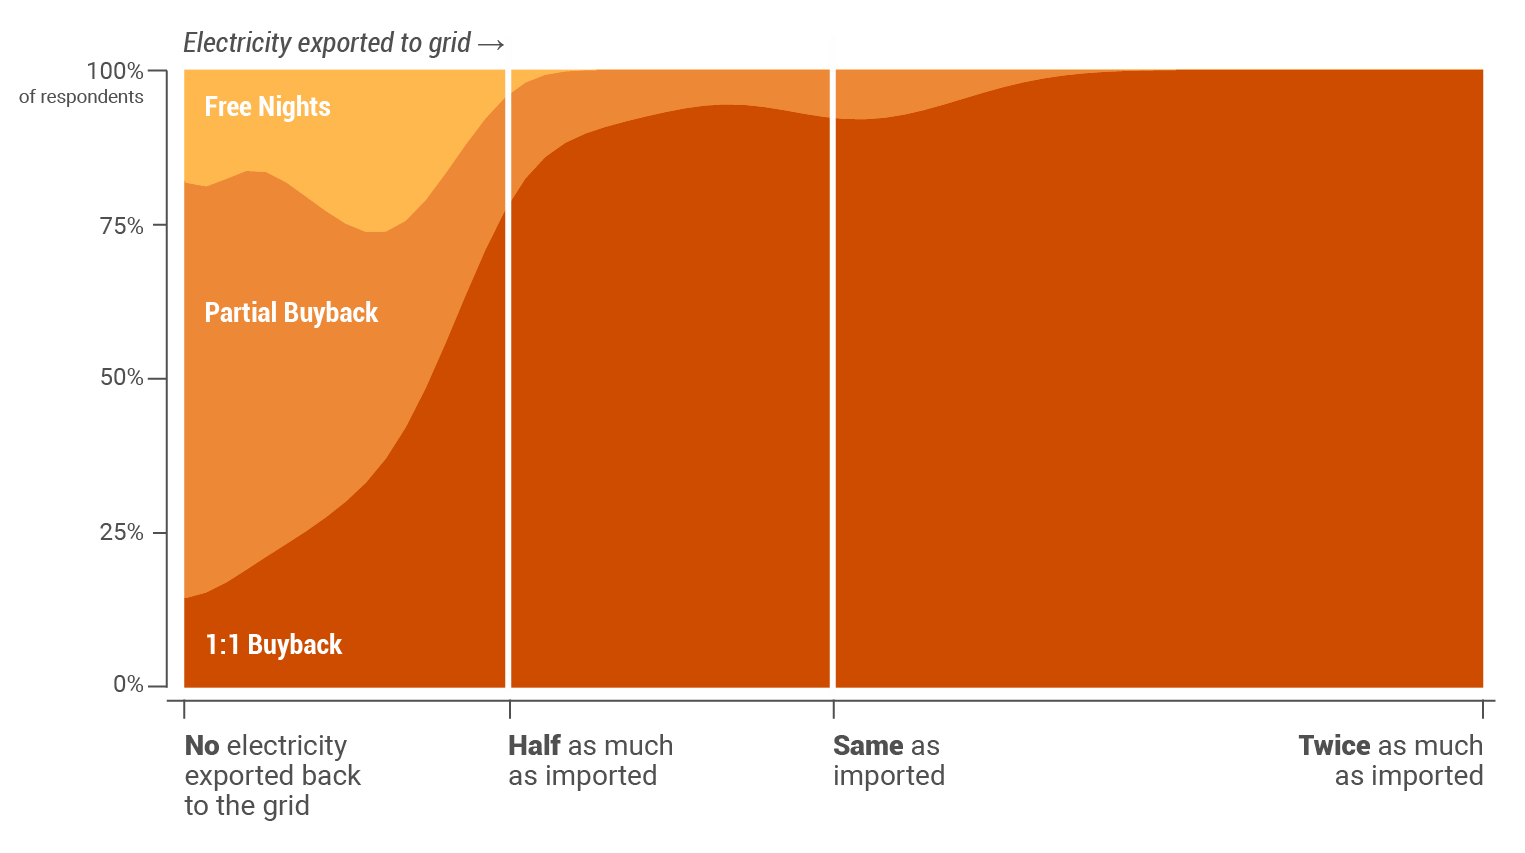 Electricity exported to grid →
100%
of respondents
75%
50%
25%
0%
Free Nights
Partial Buyback
1:1 Buyback
No electricity
exported back
to the grid
Half as much
as imported
Same as
imported
Twice as much
as imported